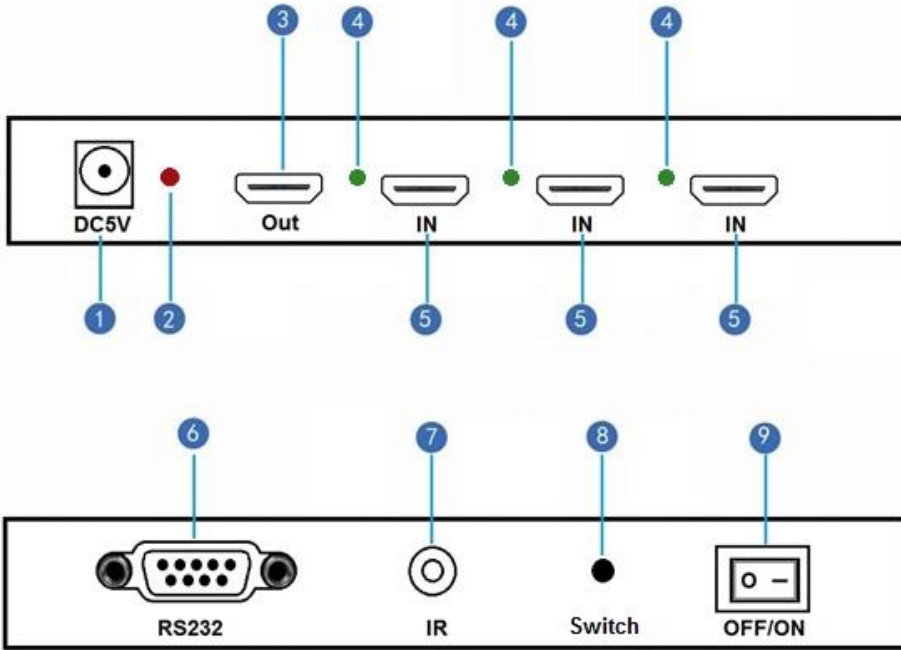 3 4 4 4
DC5V Out IN IN IN
1 2 5 5 5
6 7 8 9
O –
RS232 IR Switch OFF/ON